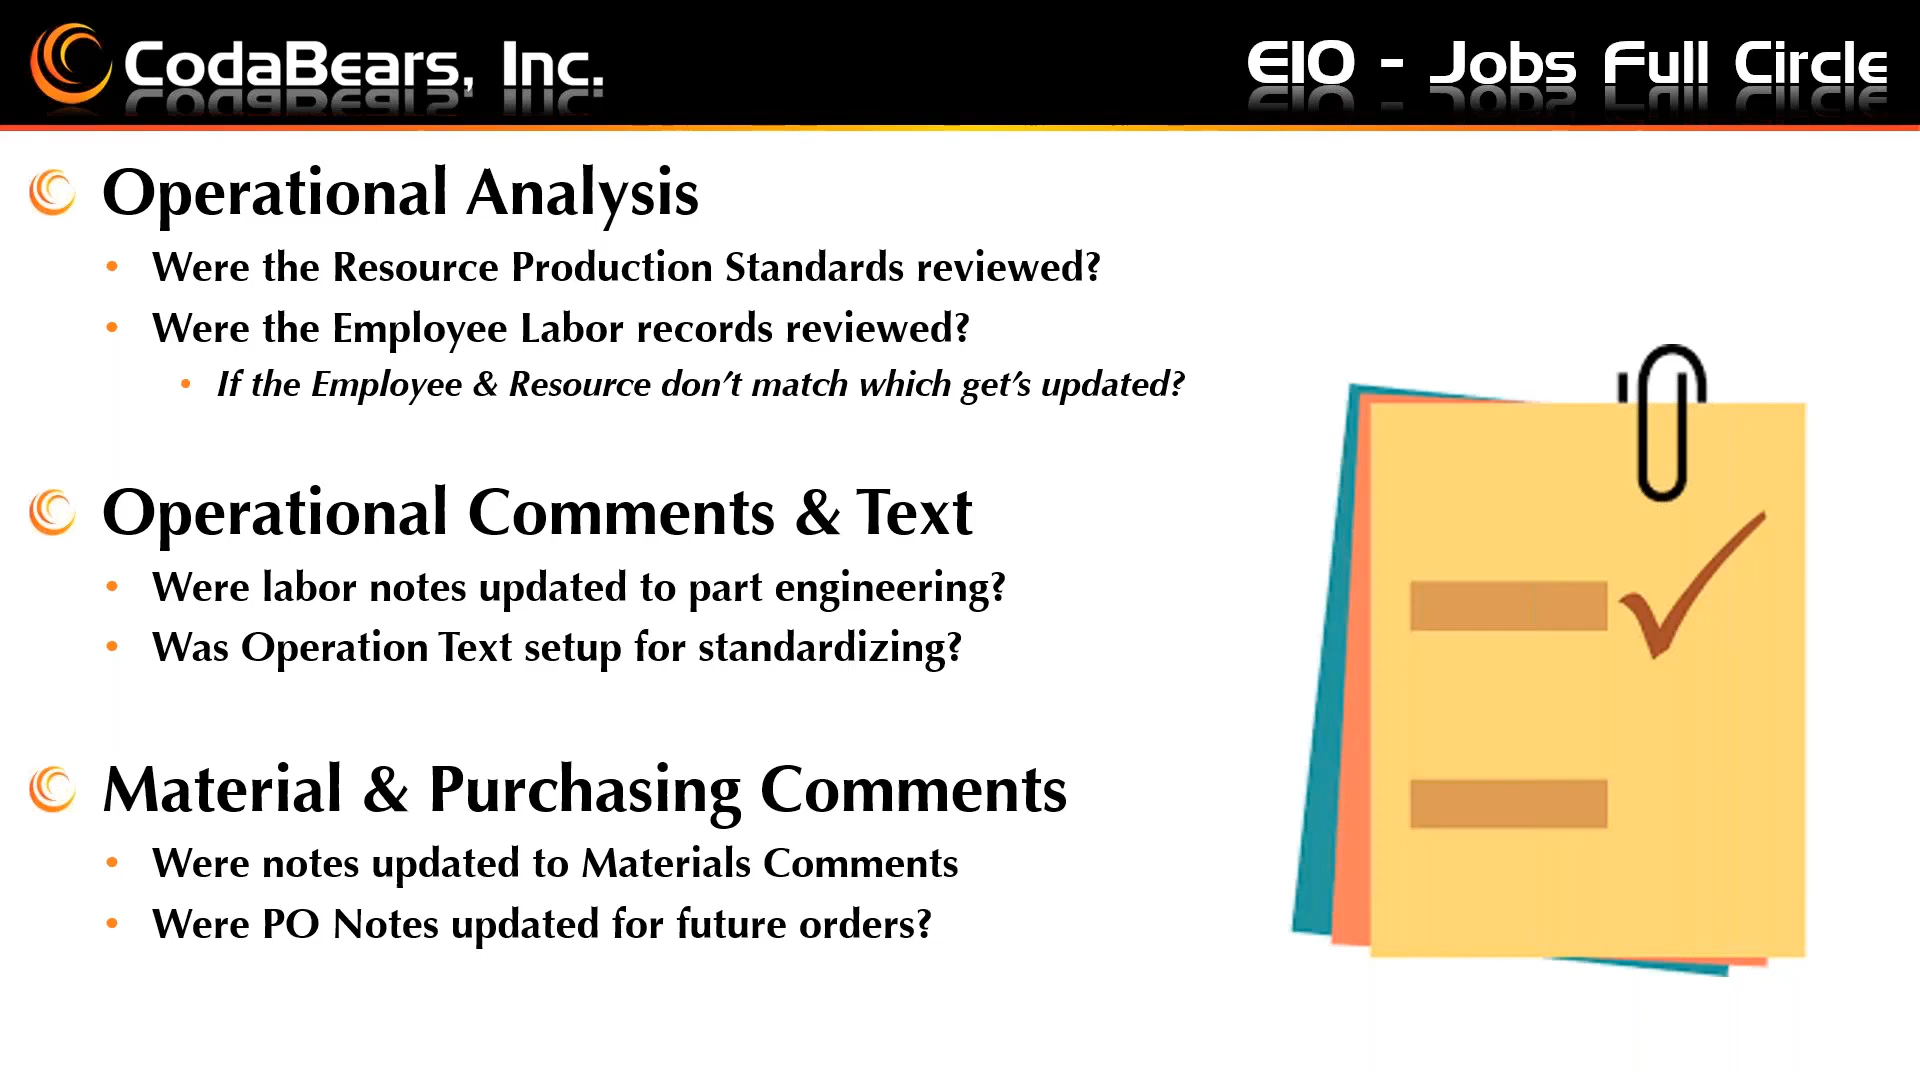 CodaBears, Inc.
EIO - Jobs Full Circle
Operational Analysis
• Were the Resource Production Standards reviewed?
• Were the Employee Labor records reviewed?
• If the Employee & Resource don't match which get's updated?
Operational Comments & Text
• Were labor notes updated to part engineering?
• Was Operation Text setup for standardizing?
Material & Purchasing Comments
• Were notes updated to Materials Comments
• Were PO Notes updated for future orders?